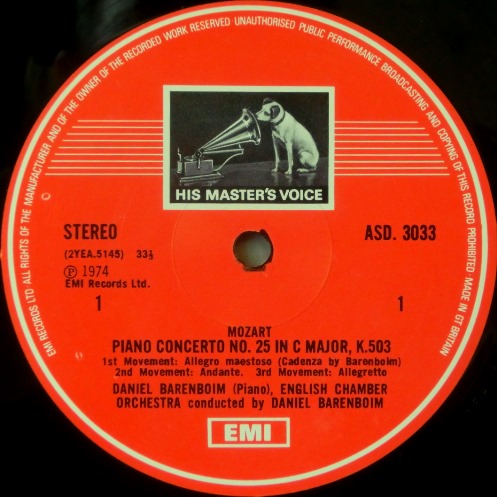 EMI RECORDS LTD ALL RIGHTS OF THE MANUFACTURER AND OF THE OWNER OF THE RECORDED WORK RESERVED UNAUTHORISED PUBLIC PERFORMANCE BROADCASTING AND COPYING OF THIS RECORD PROHIBITED · MADE IN GT BRITAIN
HIS MASTER'S VOICE
STEREO ASD. 3033
(2YEA.5145) 33⅓
℗ 1974
EMI Records Ltd.
1 1
MOZART
PIANO CONCERTO NO. 25 IN C MAJOR, K.503
1st Movement: Allegro maestoso (Cadenza by Barenboim)
2nd Movement: Andante. 3rd Movement: Allegretto
DANIEL BARENBOIM (Piano), ENGLISH CHAMBER
ORCHESTRA conducted by DANIEL BARENBOIM
EMI